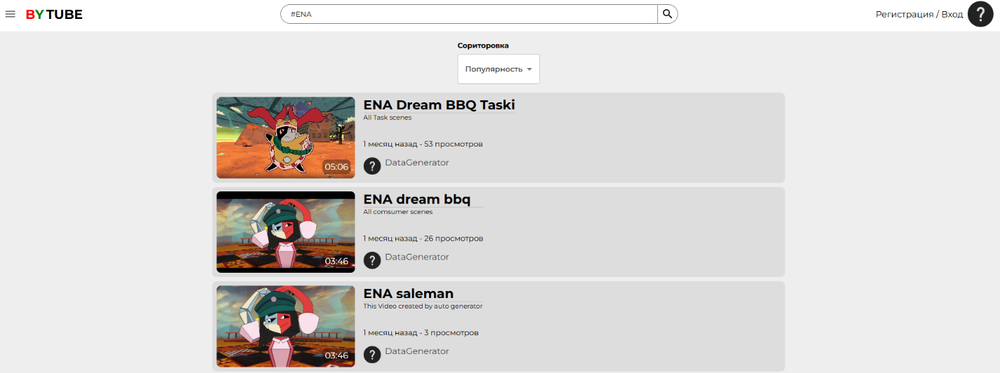 BY TUBE
#ENA
Регистрация / Вход
?
Сориторовка
Популярность
05:06
ENA Dream BBQ Taski
All Task scenes
1 месяц назад - 53 просмотров
? DataGenerator
03:46
ENA dream bbq
All comsumer scenes
1 месяц назад - 26 просмотров
? DataGenerator
03:46
ENA saleman
This Video created by auto generator
1 месяц назад - 3 просмотров
? DataGenerator